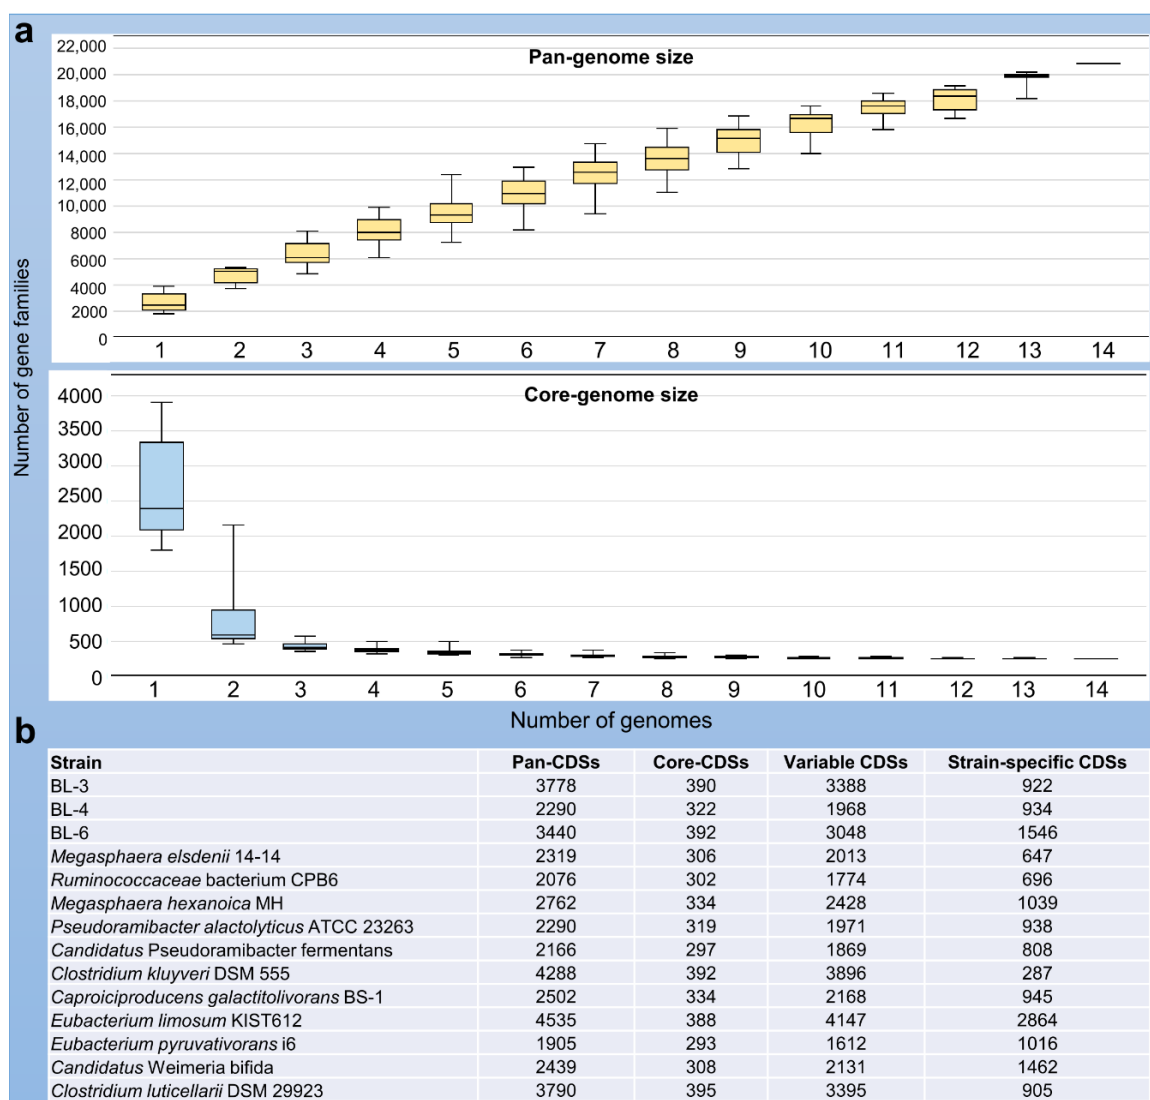 a
Pan-genome size
22,000
20,000
18,000
16,000
14,000
12,000
10,000
8000
6000
4000
2000
0
1 2 3 4 5 6 7 8 9 10 11 12 13 14
Number of gene families
Core-genome size
4000
3500
3000
2500
2000
1500
1000
500
0
1 2 3 4 5 6 7 8 9 10 11 12 13 14
Number of genomes
b
Strain Pan-CDSs Core-CDSs Variable CDSs Strain-specific CDSs
BL-3 3778 390 3388 922
BL-4 2290 322 1968 934
BL-6 3440 392 3048 1546
Megasphaera elsdenii 14-14 2319 306 2013 647
Ruminococcaceae bacterium CPB6 2076 302 1774 696
Megasphaera hexanoica MH 2762 334 2428 1039
Pseudoramibacter alactolyticus ATCC 23263 2290 319 1971 938
Candidatus Pseudoramibacter fermentans 2166 297 1869 808
Clostridium kluyveri DSM 555 4288 392 3896 287
Caproiciproducens galactitolivorans BS-1 2502 334 2168 945
Eubacterium limosum KIST612 4535 388 4147 2864
Eubacterium pyruvativorans i6 1905 293 1612 1016
Candidatus Weimeria bifida 2439 308 2131 1462
Clostridium luticellarii DSM 29923 3790 395 3395 905